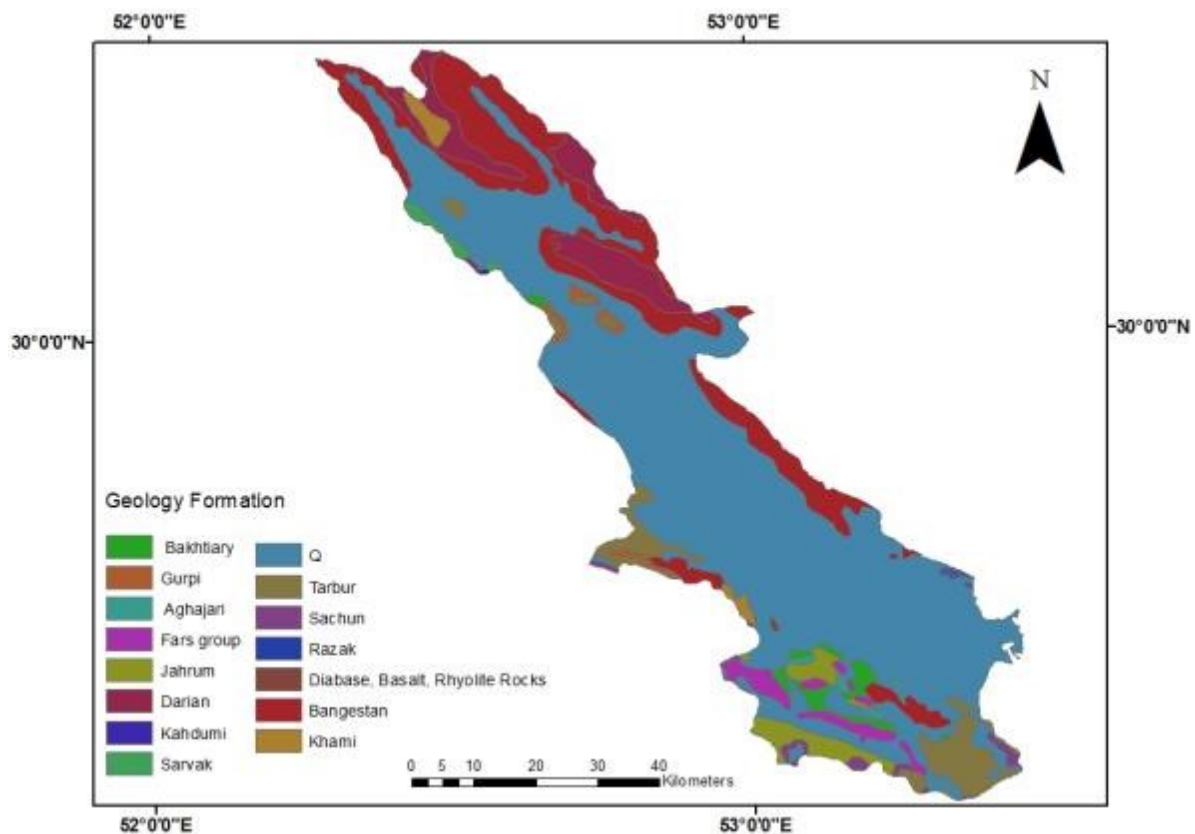 52°0'0"E
53°0'0"E
N
30°0'0"N
30°0'0"N
Geology Formation
Bakhtiary
Gurpi
Aghajari
Fars group
Jahrum
Darian
Kahdumi
Sarvak
Q
Tarbur
Sachun
Razak
Diabase, Basalt, Rhyolite Rocks
Bangestan
Khami
0 5 10 20 30 40
Kilometers
52°0'0"E
53°0'0"E